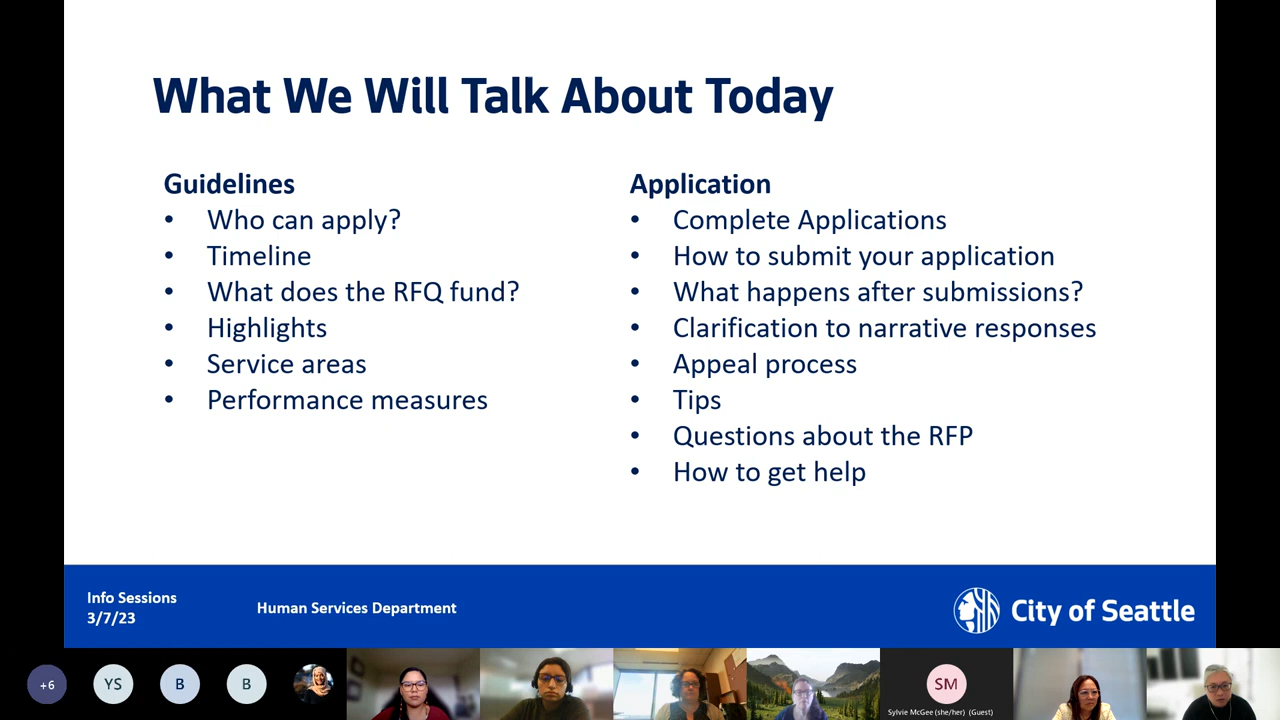 What We Will Talk About Today
Guidelines
• Who can apply?
• Timeline
• What does the RFQ fund?
• Highlights
• Service areas
• Performance measures
Application
• Complete Applications
• How to submit your application
• What happens after submissions?
• Clarification to narrative responses
• Appeal process
• Tips
• Questions about the RFP
• How to get help
Info Sessions
3/7/23
Human Services Department
City of Seattle
+6
YS
B
B
SM
Sylvie McGee (she/her) (Guest)